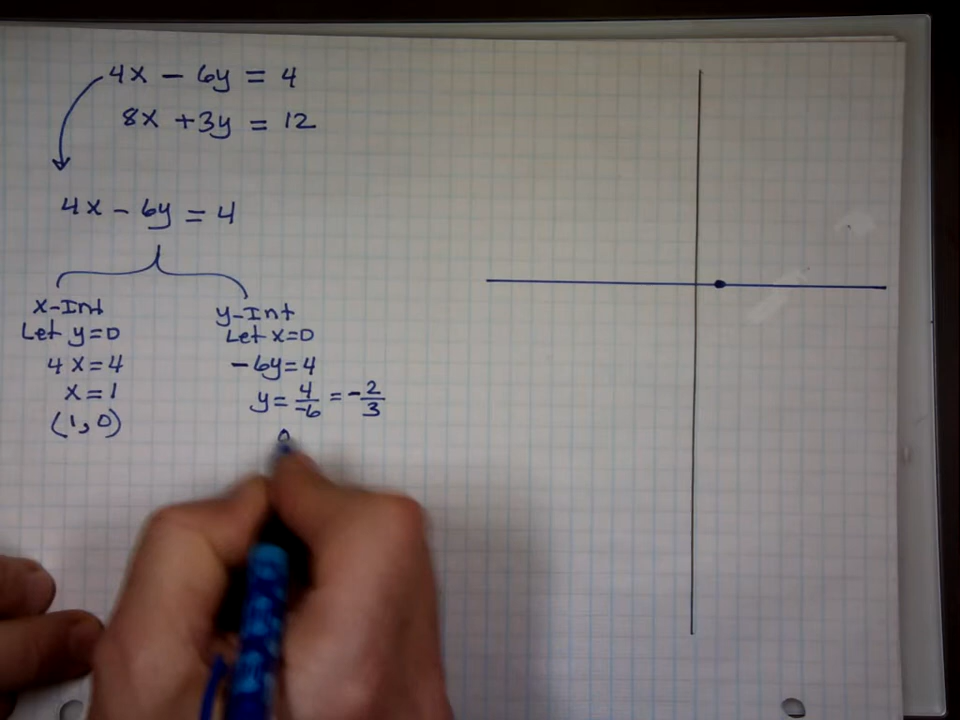 4x - 6y = 4
8x + 3y = 12
4x - 6y = 4
x-Int
Let y=0
4x=4
x=1
(1,0)
y-Int
Let x=0
-6y=4
y= 4/-6 = -2/3
0